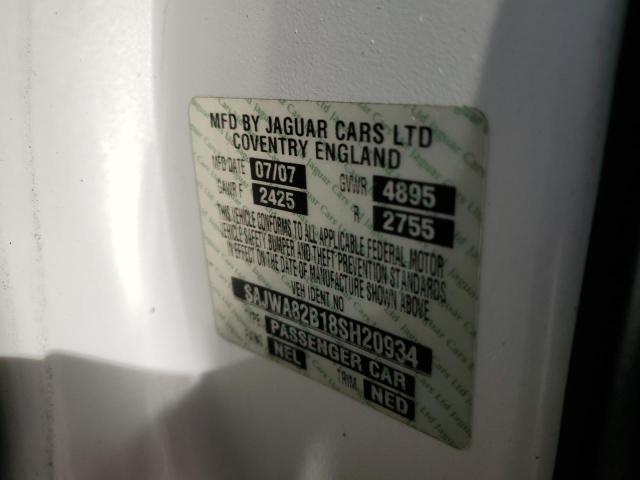 MFD BY JAGUAR CARS LTD
COVENTRY ENGLAND
MFD DATE 07/07 GVWR 4895
GAWR F 2425 R 2755
THIS VEHICLE CONFORMS TO ALL APPLICABLE FEDERAL MOTOR
VEHICLE SAFETY BUMPER AND THEFT PREVENTION STANDARDS
IN EFFECT ON THE DATE OF MANUFACTURE SHOWN ABOVE.
VEH IDENT NO
SAJWA82B18SH20934
TYPE: PASSENGER CAR
PAINT: NEL TRIM: NED